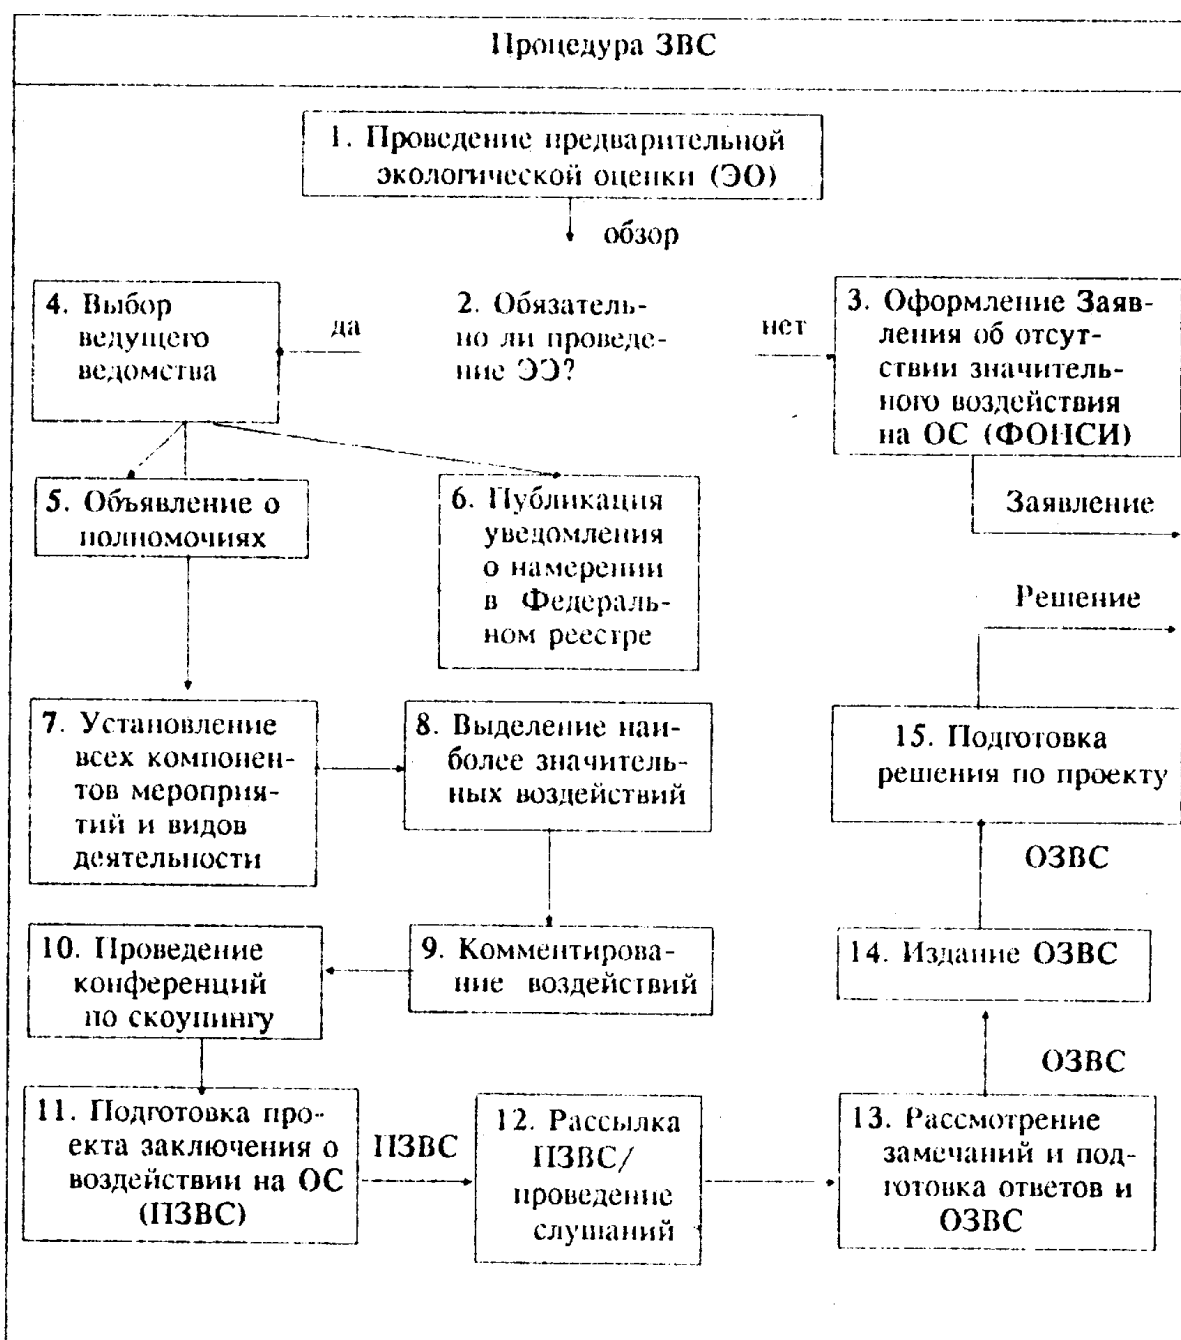 Процедура ЗВС
1. Проведение предварительной
экологической оценки (ЭО)
обзор
4. Выбор
ведущего
ведомства
да
2. Обязатель-
но ли проведе-
ние ЭЭ?
нет
3. Оформление Заяв-
ления об отсут-
ствии значитель-
ного воздействия
на ОС (ФОНСИ)
Заявление
5. Объявление о
полномочиях
6. Публикация
уведомления
о намерении
в Федераль-
ном реестре
Решение
7. Установление
всех компонен-
тов мероприя-
тий и видов
деятельности
8. Выделение наи-
более значитель-
ных воздействий
15. Подготовка
решения по проекту
ОЗВС
10. Проведение
конференций
по скоупингу
9. Комментирова-
ние воздействий
14. Издание ОЗВС
ОЗВС
11. Подготовка про-
екта заключения о
воздействии на ОС
(ПЗВС)
ПЗВС
12. Рассылка
ПЗВС/
проведение
слушаний
13. Рассмотрение
замечаний и под-
готовка ответов и
ОЗВС